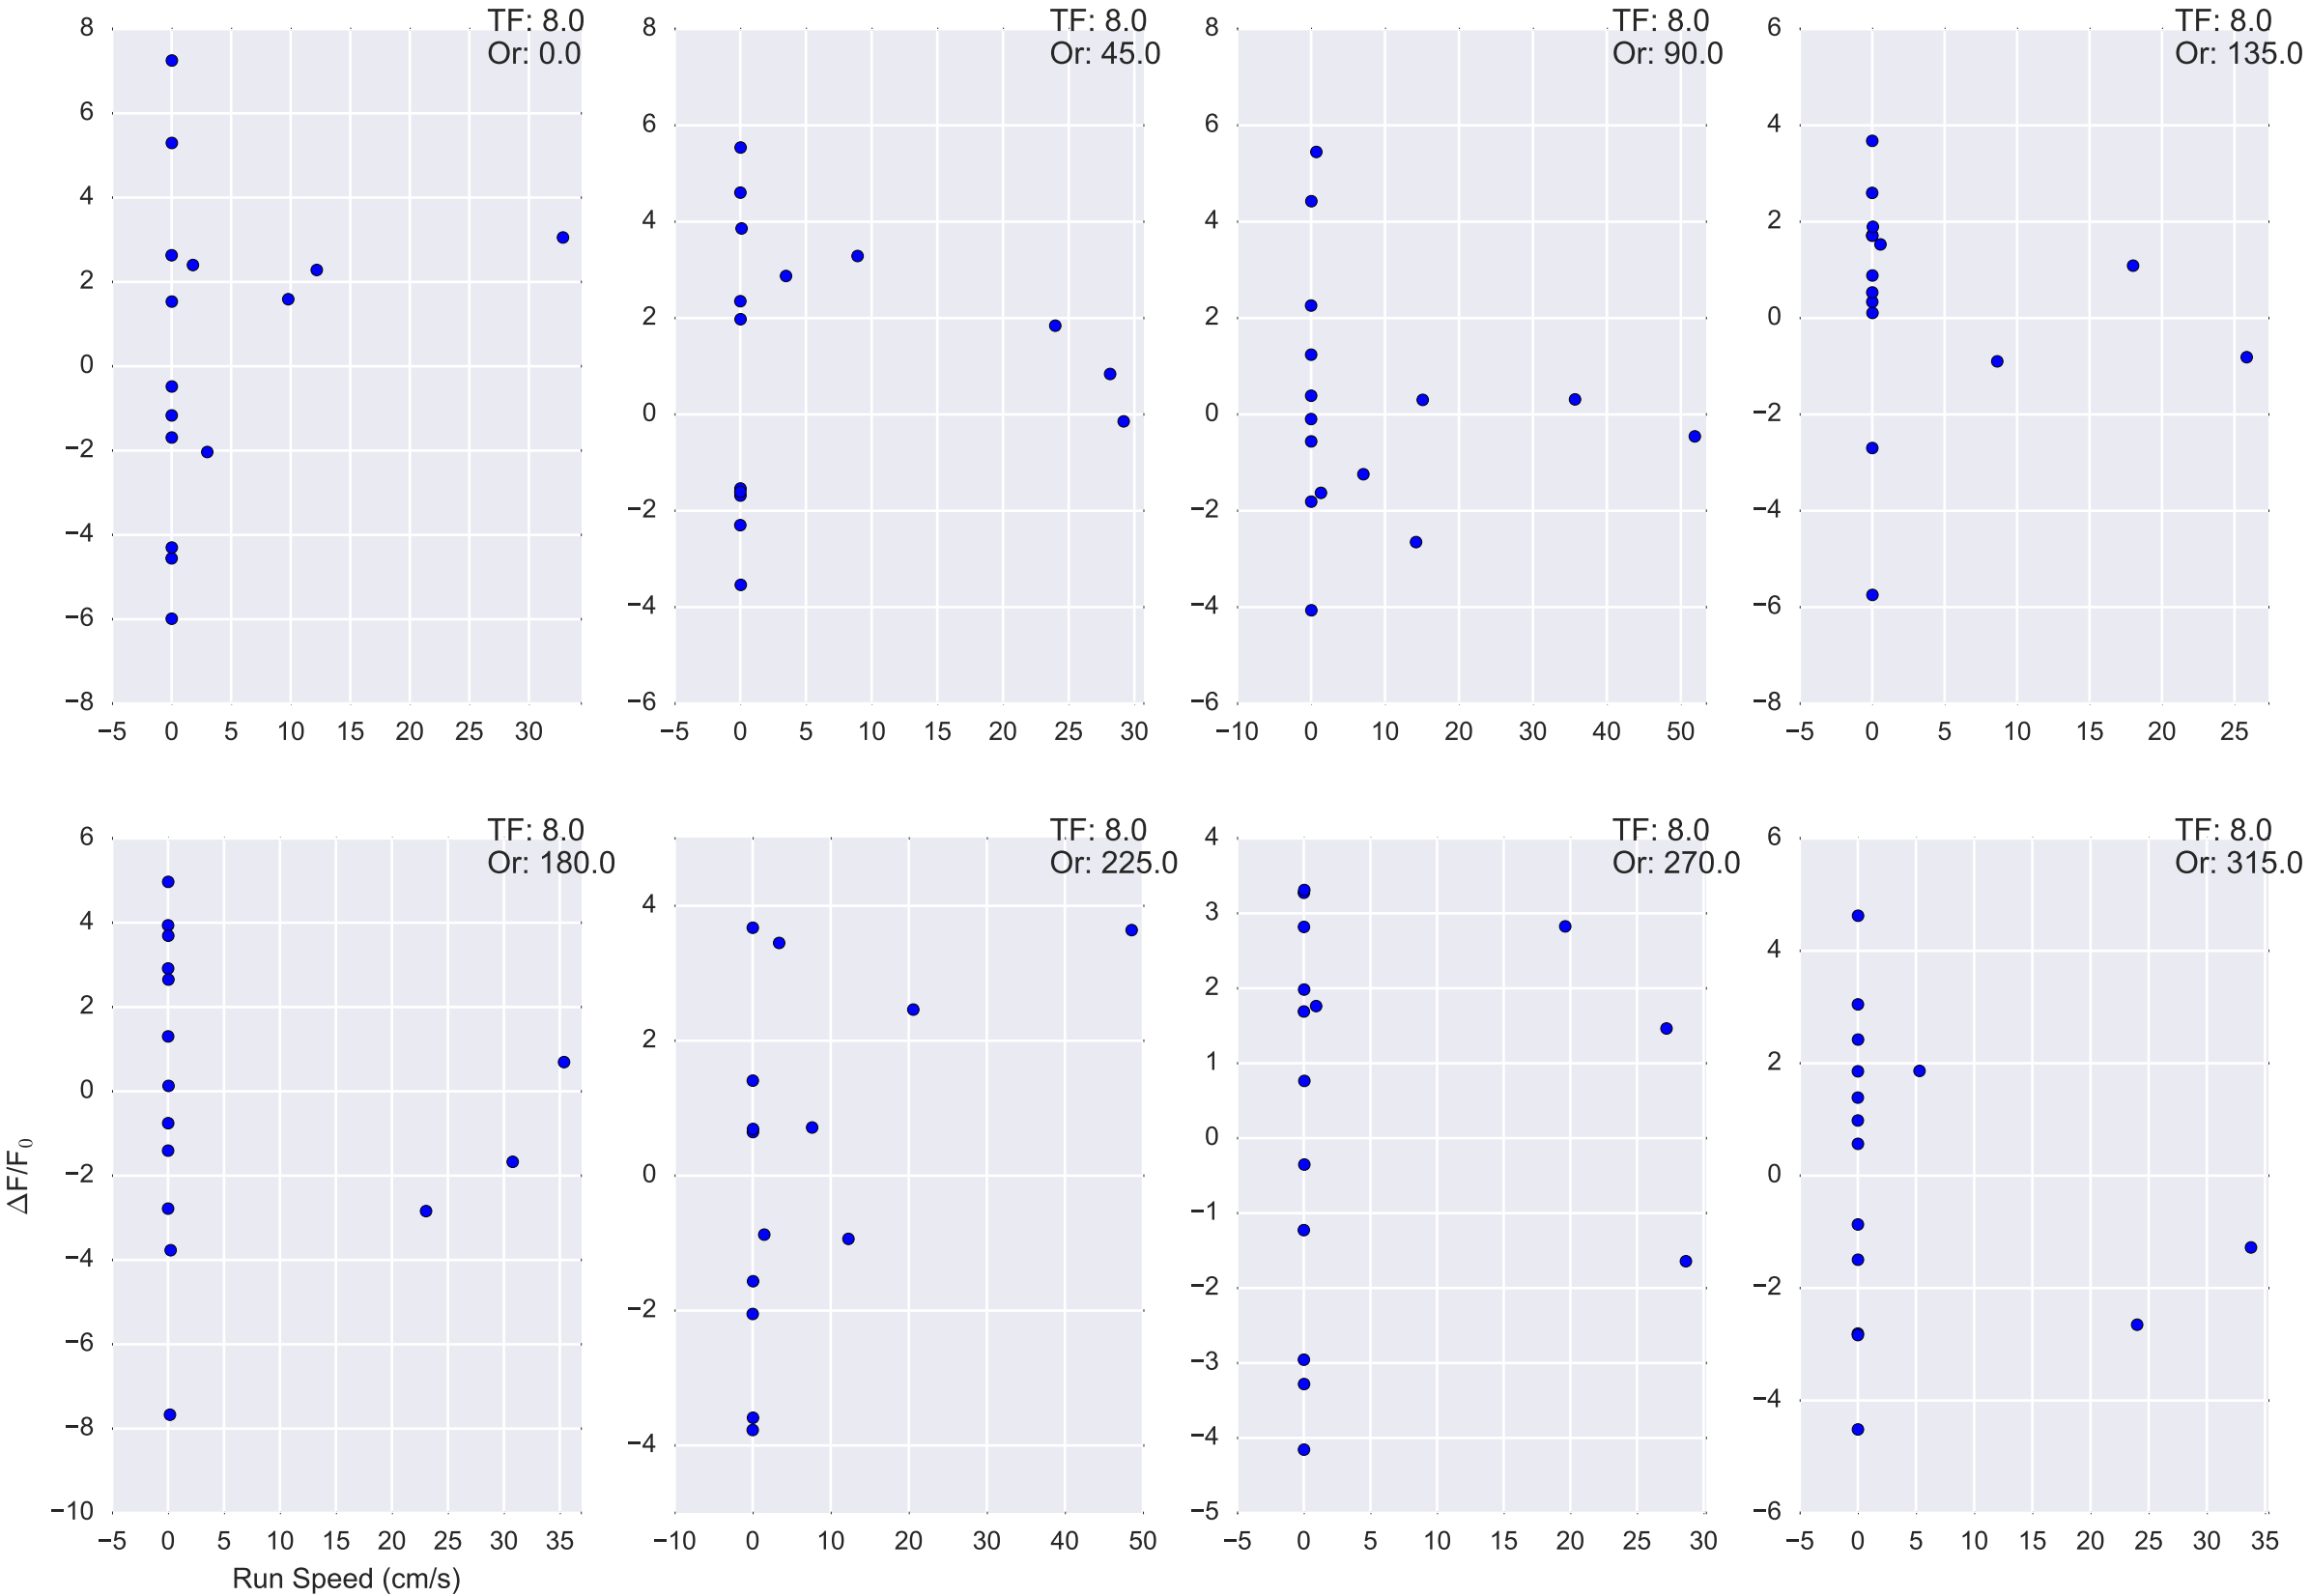 TF: 8.0
Or: 0.0
8
6
4
2
0
−2
−4
−6
−8
−5 0 5 10 15 20 25 30
TF: 8.0
Or: 45.0
8
6
4
2
0
−2
−4
−6
−5 0 5 10 15 20 25 30
TF: 8.0
Or: 90.0
8
6
4
2
0
−2
−4
−6
−10 0 10 20 30 40 50
TF: 8.0
Or: 135.0
6
4
2
0
−2
−4
−6
−8
−5 0 5 10 15 20 25
TF: 8.0
Or: 180.0
6
4
2
0
−2
−4
−6
−8
−10
−5 0 5 10 15 20 25 30 35
Run Speed (cm/s)
ΔF/F₀
TF: 8.0
Or: 225.0
4
2
0
−2
−4
−10 0 10 20 30 40 50
TF: 8.0
Or: 270.0
4
3
2
1
0
−1
−2
−3
−4
−5
−5 0 5 10 15 20 25 30
TF: 8.0
Or: 315.0
6
4
2
0
−2
−4
−6
−5 0 5 10 15 20 25 30 35